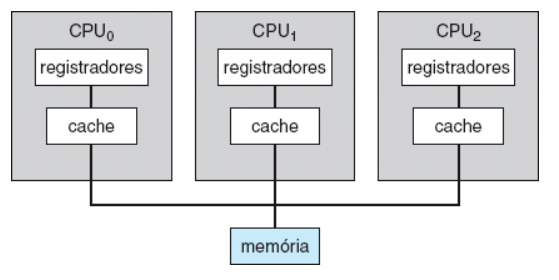 CPU₀
CPU₁
CPU₂
registradores
registradores
registradores
cache
cache
cache
memória